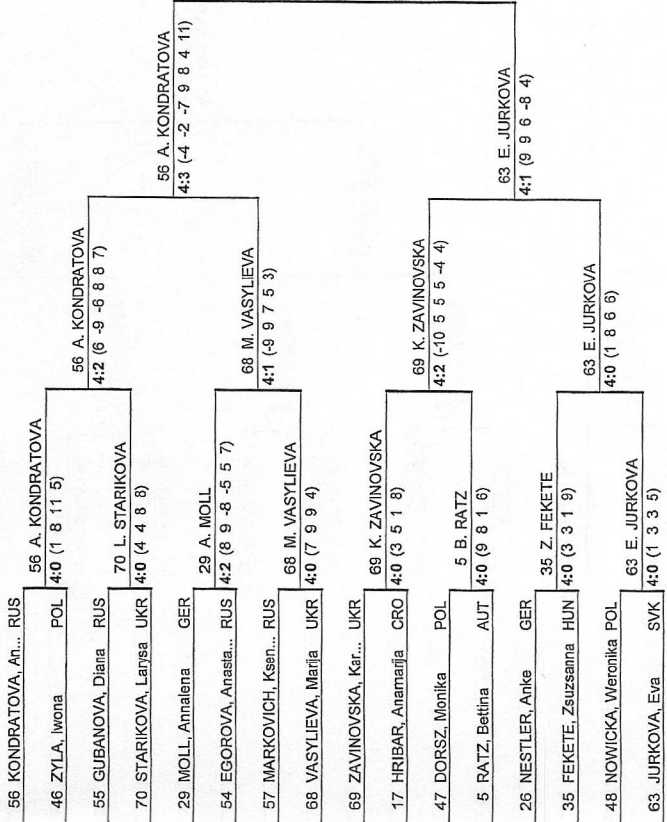 56 KONDRATOVA, An... RUS
46 ZYLA, Iwona POL
55 GUBANOVA, Diana RUS
70 STARIKOVA, Larysa UKR
29 MOLL, Annalena GER
54 EGOROVA, Anasta... RUS
57 MARKOVICH, Ksen... RUS
68 VASYLIEVA, Marija UKR
69 ZAVINOVSKA, Kar... UKR
17 HRIBAR, Anamarija CRO
47 DORSZ, Monika POL
5 RATZ, Bettina AUT
26 NESTLER, Anke GER
35 FEKETE, Zsuzsanna HUN
48 NOWICKA, Weronika POL
63 JURKOVA, Eva SVK
56 A. KONDRATOVA
4:0 (1 8 11 5)
70 L. STARIKOVA
4:0 (4 4 8 8)
29 A. MOLL
4:2 (8 9 -8 -5 5 7)
68 M. VASYLIEVA
4:0 (7 9 9 4)
69 K. ZAVINOVSKA
4:0 (3 5 1 8)
5 B. RATZ
4:0 (9 8 1 6)
35 Z. FEKETE
4:0 (3 3 1 9)
63 E. JURKOVA
4:0 (1 3 3 5)
56 A. KONDRATOVA
4:2 (6 -9 -6 8 8 7)
68 M. VASYLIEVA
4:1 (-9 9 7 5 3)
69 K. ZAVINOVSKA
4:2 (-10 5 5 5 -4 4)
63 E. JURKOVA
4:0 (1 8 6 6)
56 A. KONDRATOVA
4:3 (-4 -2 -7 9 8 4 11)
63 E. JURKOVA
4:1 (9 9 6 -8 4)